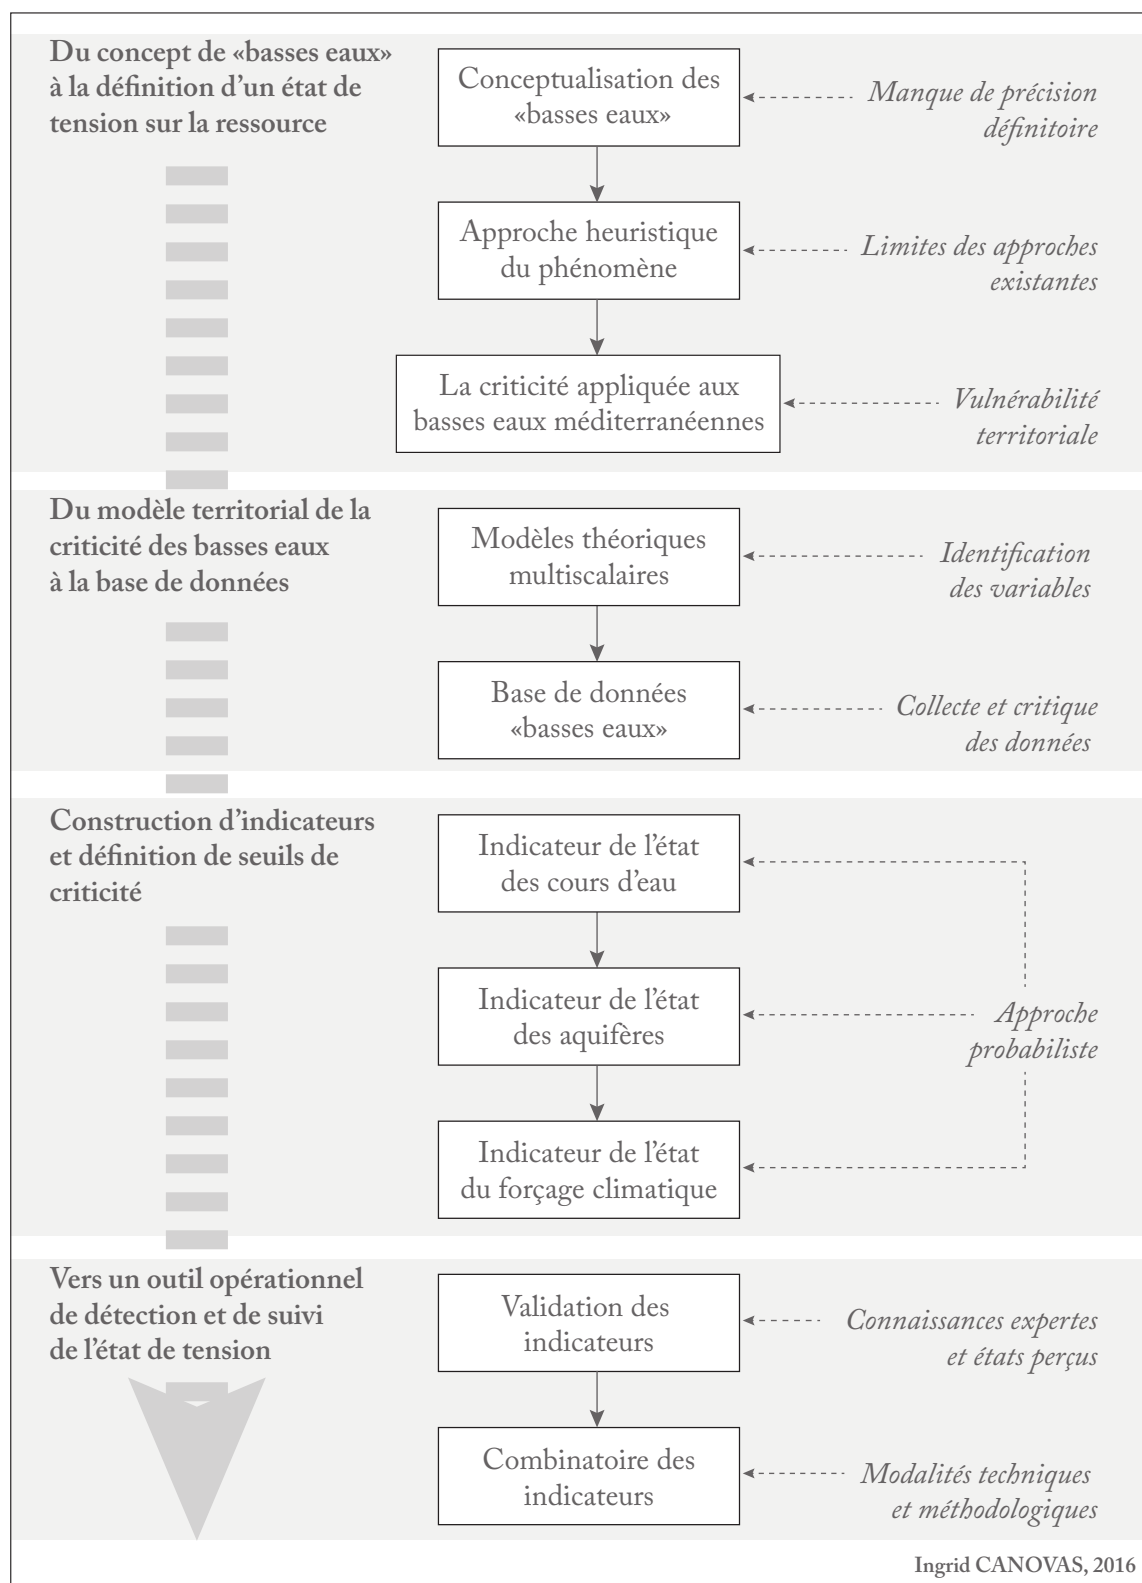 Du concept de «basses eaux»
à la définition d’un état de
tension sur la ressource
Conceptualisation des
«basses eaux»
Manque de précision
définitoire
Approche heuristique
du phénomène
Limites des approches
existantes
La criticité appliquée aux
basses eaux méditerranéennes
Vulnérabilité
territoriale
Du modèle territorial de la
criticité des basses eaux
à la base de données
Modèles théoriques
multiscalaires
Identification
des variables
Base de données
«basses eaux»
Collecte et critique
des données
Construction d’indicateurs
et définition de seuils de
criticité
Indicateur de l’état
des cours d’eau
Indicateur de l’état
des aquifères
Approche
probabiliste
Indicateur de l’état
du forçage climatique
Vers un outil opérationnel
de détection et de suivi
de l’état de tension
Validation des
indicateurs
Connaissances expertes
et états perçus
Combinatoire des
indicateurs
Modalités techniques
et méthodologiques
Ingrid CANOVAS, 2016